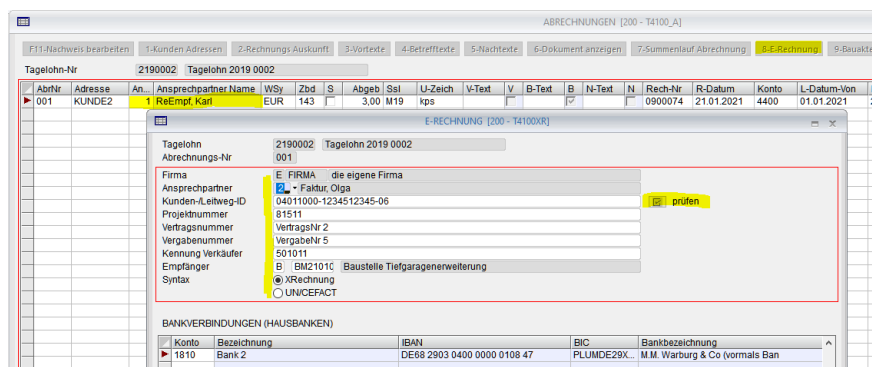 ABRECHNUNGEN [200 - T4100_A]
F11-Nachweis bearbeiten 1-Kunden Adressen 2-Rechnungs Auskunft 3-Vortexte 4-Betrefftexte 5-Nachtexte 6-Dokument anzeigen 7-Summenlauf Abrechnung 8-E-Rechnung 9-Bauakte
Tagelohn-Nr 2190002 Tagelohn 2019 0002
AbrNr Adresse An... Ansprechpartner Name WSy Zbd S Abgeb Ssl U-Zeich V-Text V B-Text B N-Text N Rech-Nr R-Datum Konto L-Datum-Von
001 KUNDE2 1 ReEmpf, Karl EUR 143 3,00 M19 kps 0900074 21.01.2021 4400 01.01.2021
E-RECHNUNG [200 - T4100XR]
Tagelohn 2190002 Tagelohn 2019 0002
Abrechnungs-Nr 001
Firma E FIRMA die eigene Firma
Ansprechpartner 2 Faktur, Olga
Kunden-/Leitweg-ID 04011000-1234512345-06 prüfen
Projektnummer 81511
Vertragsnummer VertragsNr 2
Vergabenummer VergabeNr 5
Kennung Verkäufer 501011
Empfänger B BM21010 Baustelle Tiefgaragenerweiterung
Syntax XRechnung
UN/CEFACT
BANKVERBINDUNGEN (HAUSBANKEN)
Konto Bezeichnung IBAN BIC Bankbezeichnung
1810 Bank 2 DE68 2903 0400 0000 0108 47 PLUMDE29X... M.M. Warburg & Co (vormals Ban